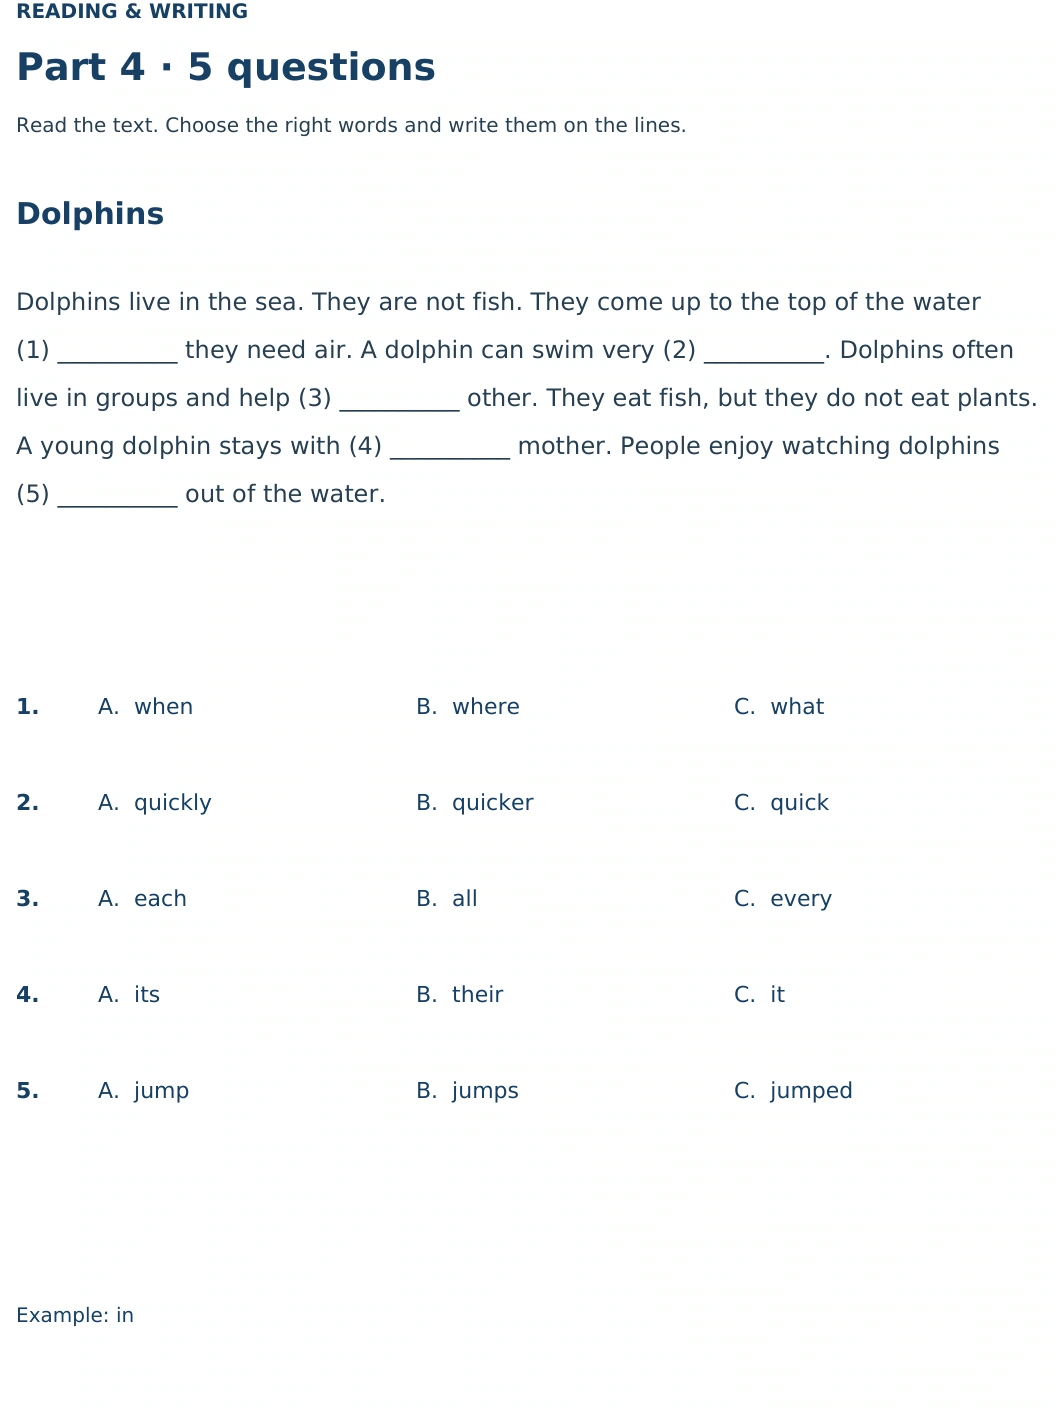 READING & WRITING
Part 4 · 5 questions
Read the text. Choose the right words and write them on the lines.
Dolphins
Dolphins live in the sea. They are not fish. They come up to the top of the water
(1) __________ they need air. A dolphin can swim very (2) __________. Dolphins often
live in groups and help (3) __________ other. They eat fish, but they do not eat plants.
A young dolphin stays with (4) __________ mother. People enjoy watching dolphins
(5) __________ out of the water.
1. A. when B. where C. what
2. A. quickly B. quicker C. quick
3. A. each B. all C. every
4. A. its B. their C. it
5. A. jump B. jumps C. jumped
Example: in